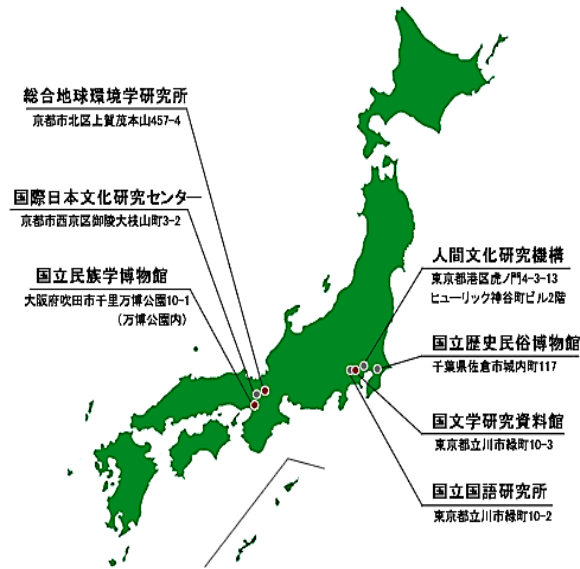 総合地球環境学研究所
京都市北区上賀茂本山457-4
国際日本文化研究センター
京都市西京区御陵大枝山町3-2
国立民族学博物館
大阪府吹田市千里万博公園10-1
(万博公園内)
人間文化研究機構
東京都港区虎ノ門4-3-13
ヒューリック神谷町ビル2階
国立歴史民俗博物館
千葉県佐倉市城内町117
国文学研究資料館
東京都立川市緑町10-3
国立国語研究所
東京都立川市緑町10-2